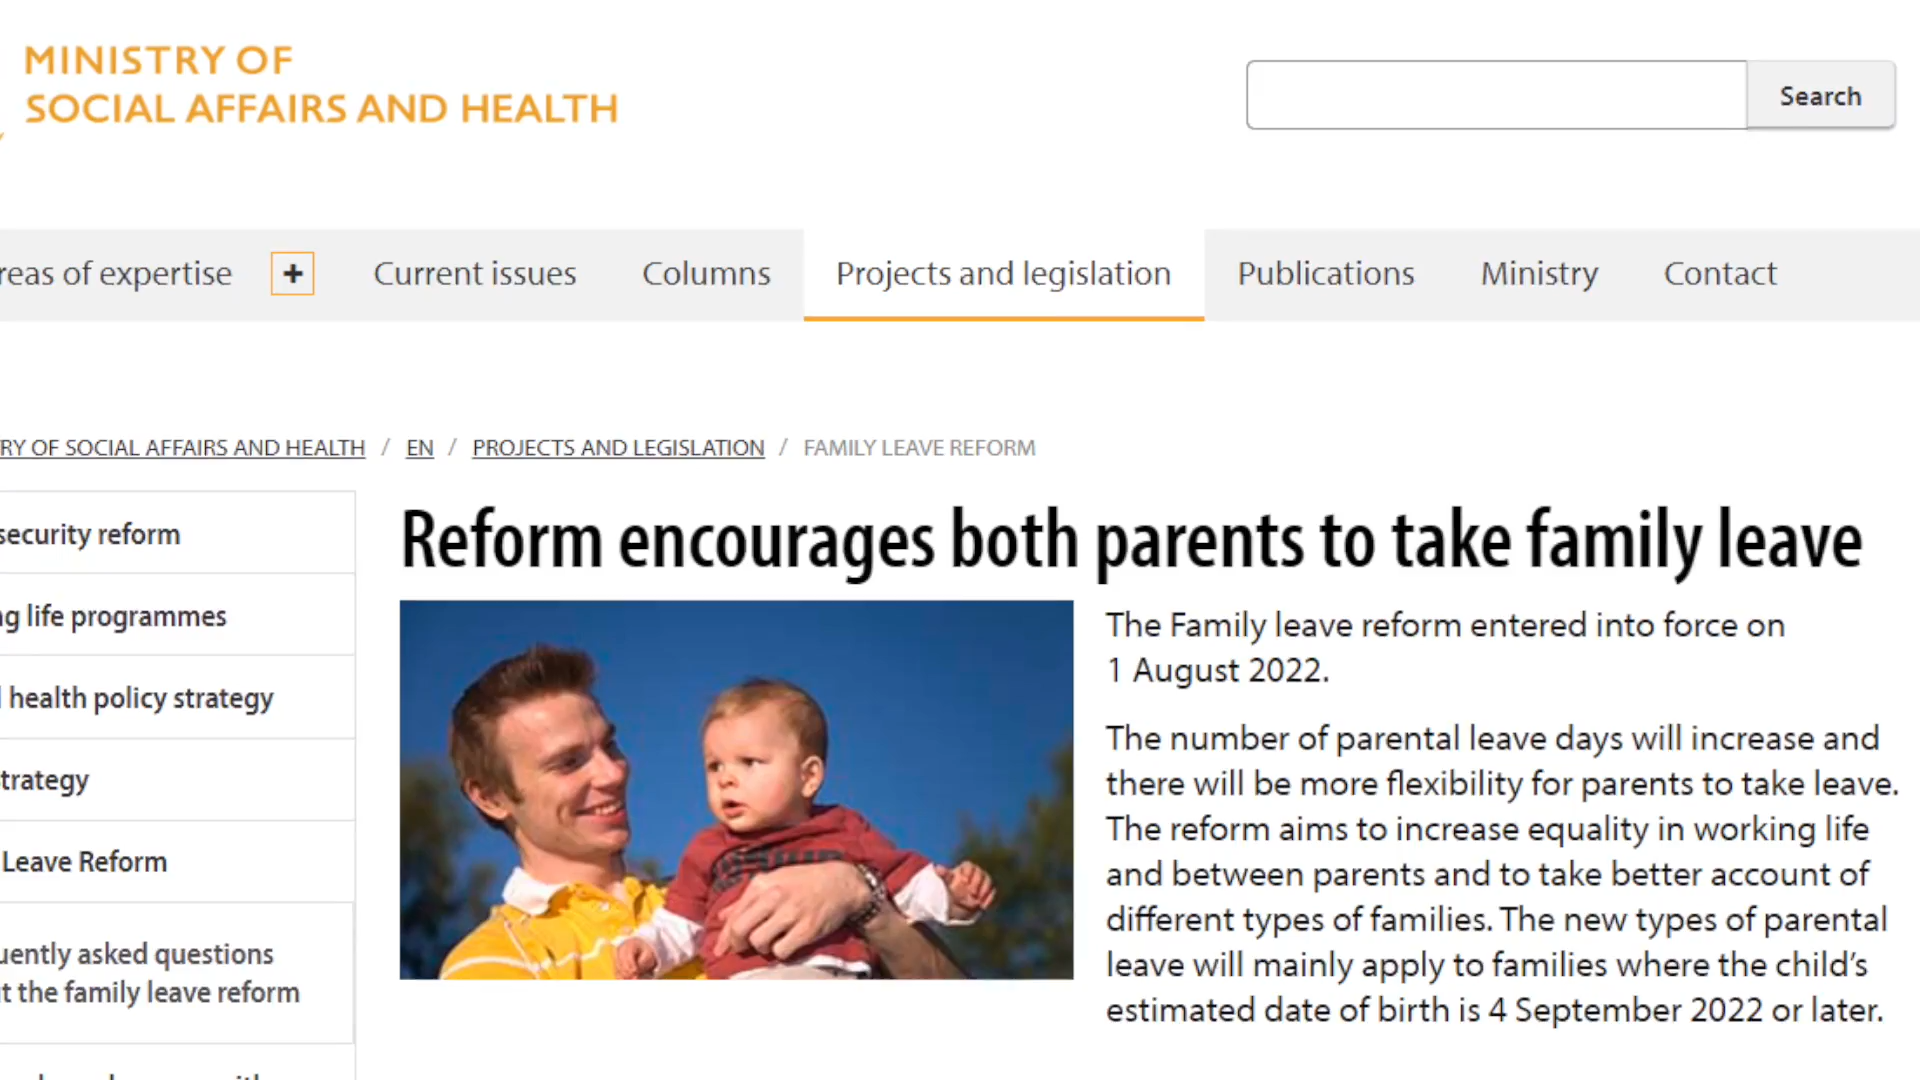 MINISTRY OF
SOCIAL AFFAIRS AND HEALTH
Search
of expertise + Current issues Columns Projects and legislation Publications Ministry Contact
OF SOCIAL AFFAIRS AND HEALTH / EN / PROJECTS AND LEGISLATION / FAMILY LEAVE REFORM
security reform
life programmes
health policy strategy
Leave Reform
asked questions
the family leave reform
Reform encourages both parents to take family leave
The Family leave reform entered into force on
1 August 2022.
The number of parental leave days will increase and
there will be more flexibility for parents to take leave.
The reform aims to increase equality in working life
and between parents and to take better account of
different types of families. The new types of parental
leave will mainly apply to families where the child's
estimated date of birth is 4 September 2022 or later.